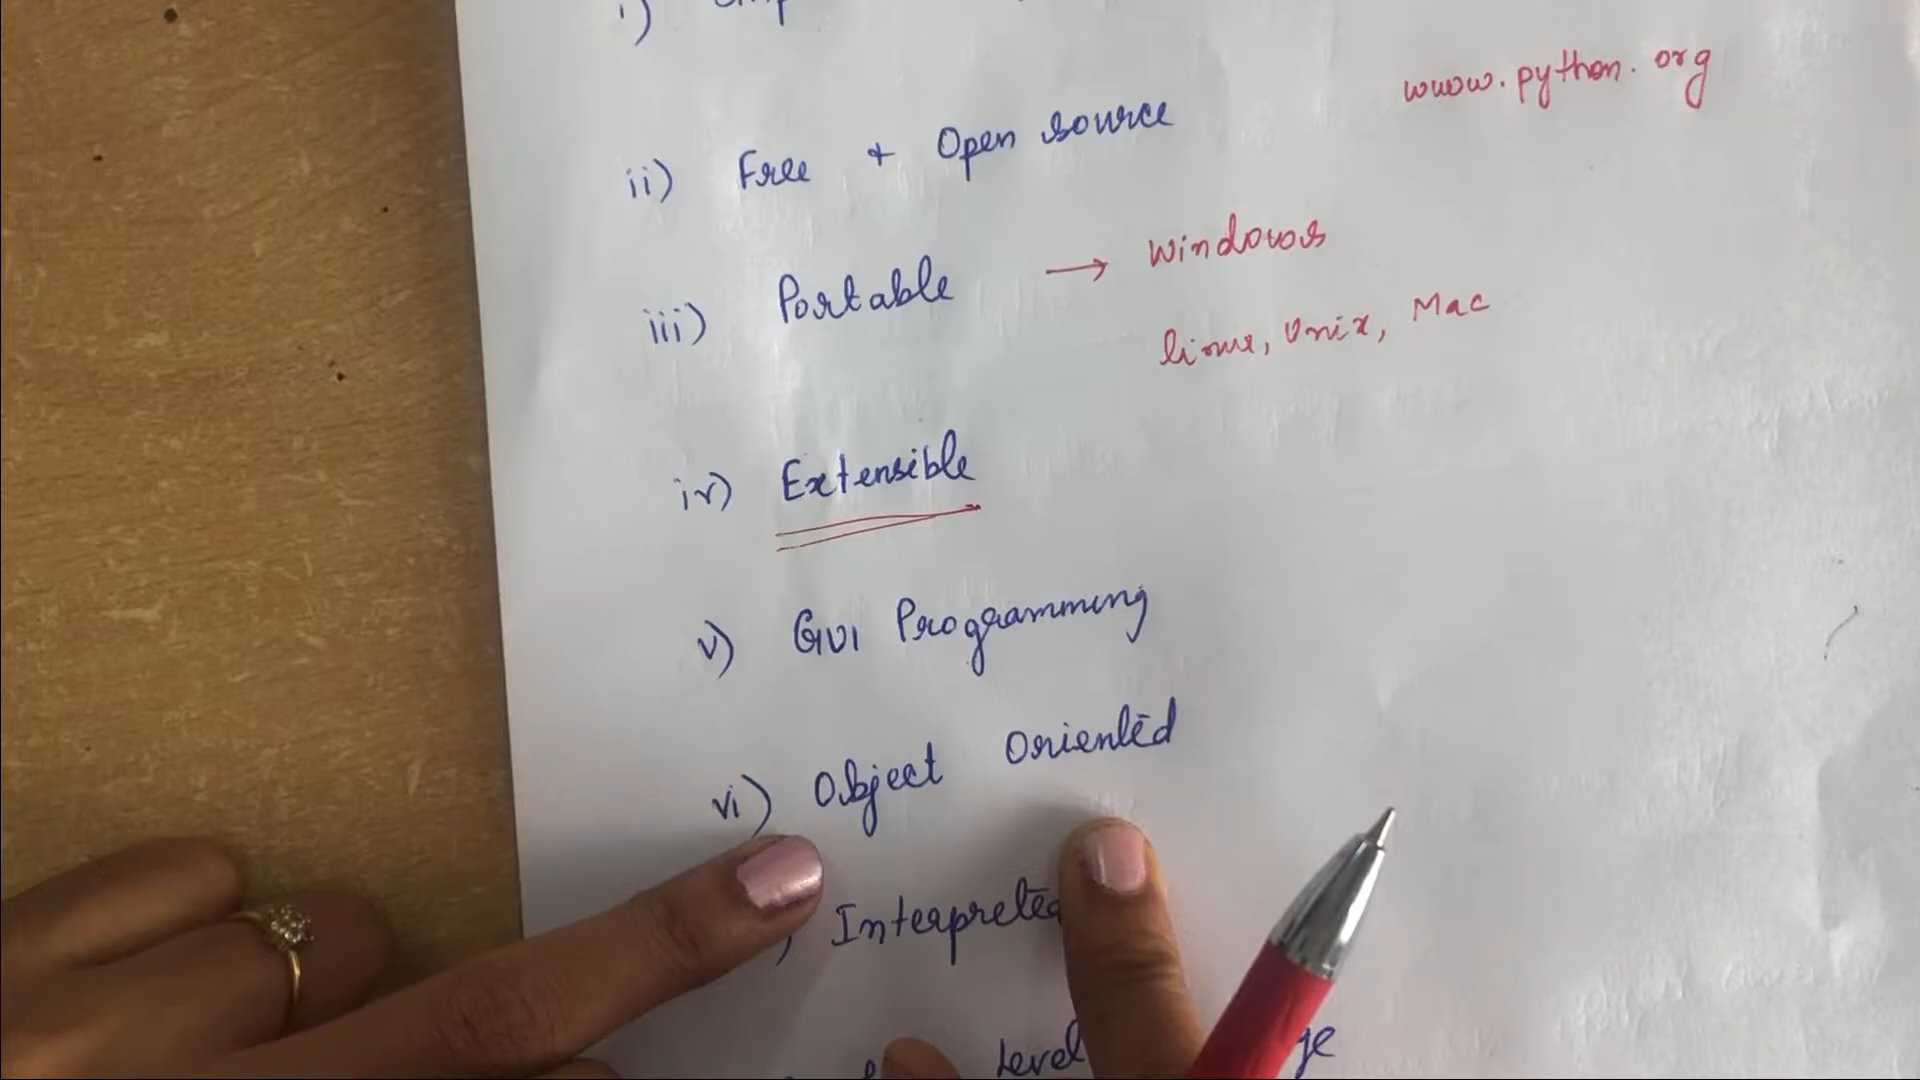 i)
www.python.org
ii) Free + Open source
iii) Portable → Windows
Unix, Mac
iv) Extensible
v) GUI Programming
vi) Object Oriented
) Interpreted
Level